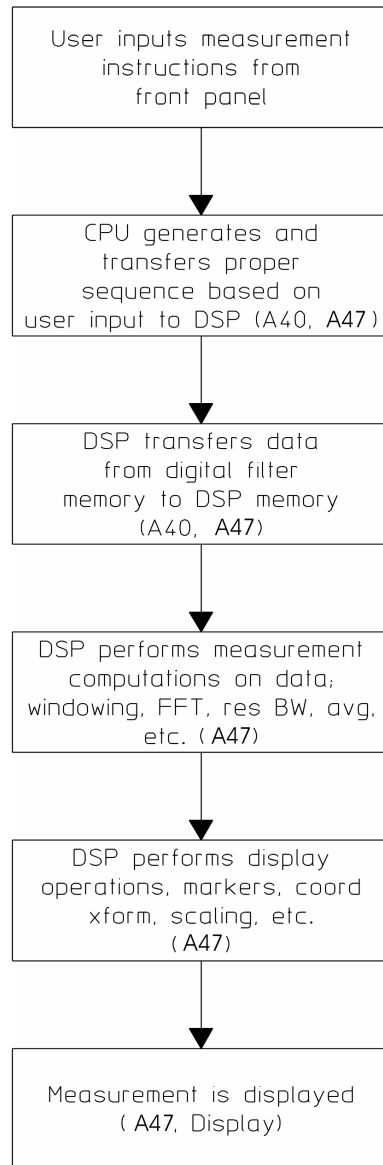 User inputs measurement
instructions from
front panel
CPU generates and
transfers proper
sequence based on
user input to DSP (A40, A47)
DSP transfers data
from digital filter
memory to DSP memory
(A40, A47)
DSP performs measurement
computations on data;
windowing, FFT, res BW, avg,
etc. (A47)
DSP performs display
operations, markers, coord
xform, scaling, etc.
(A47)
Measurement is displayed
(A47, Display)